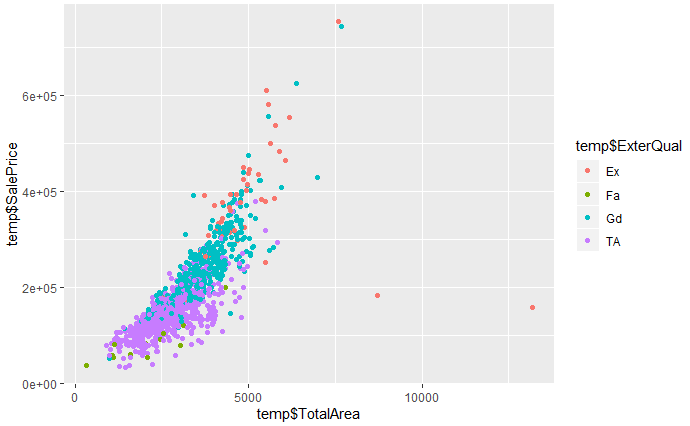 temp$SalePrice
6e+05
4e+05
2e+05
0e+00
0
5000
10000
temp$TotalArea
temp$ExterQual
Ex
Fa
Gd
TA